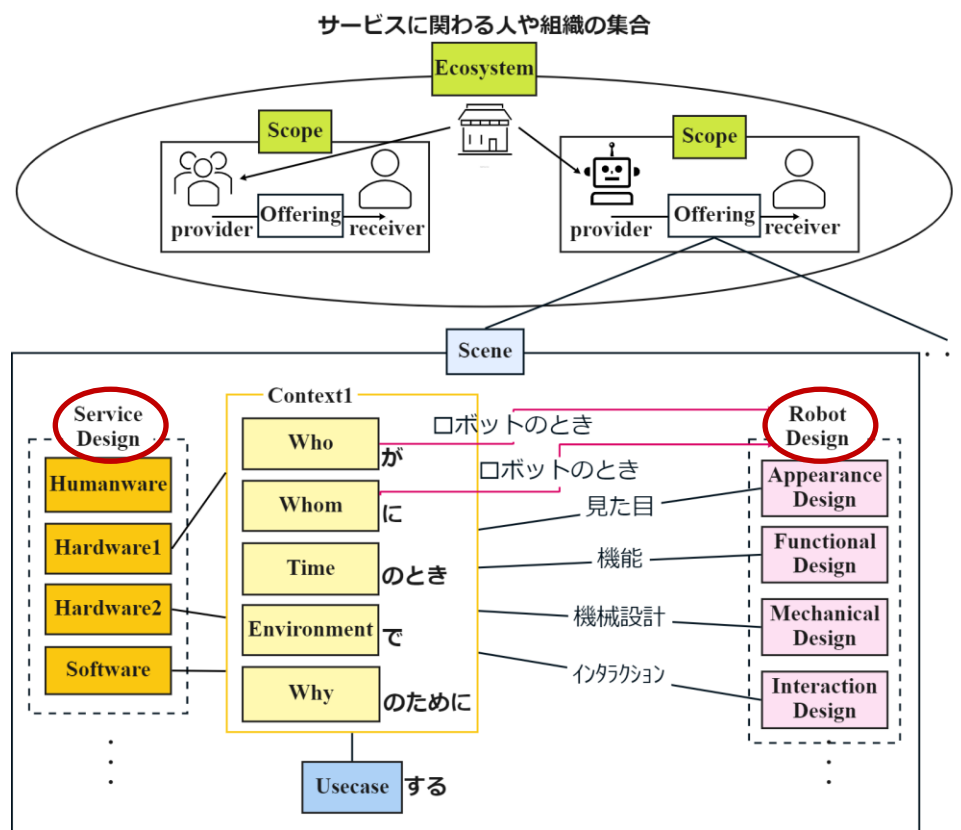 サービスに関わる人や組織の集合
Ecosystem
Scope
provider
Offering
receiver
Scope
provider
Offering
receiver
Scene
. .
Service
Design
Humanware
Hardware1
Hardware2
Software
Context1
Who
が
Whom
に
Time
のとき
Environment
で
Why
のために
Usecase
する
ロボットのとき
ロボットのとき
見た目
機能
機械設計
インタラクション
Robot
Design
Appearance
Design
Functional
Design
Mechanical
Design
Interaction
Design